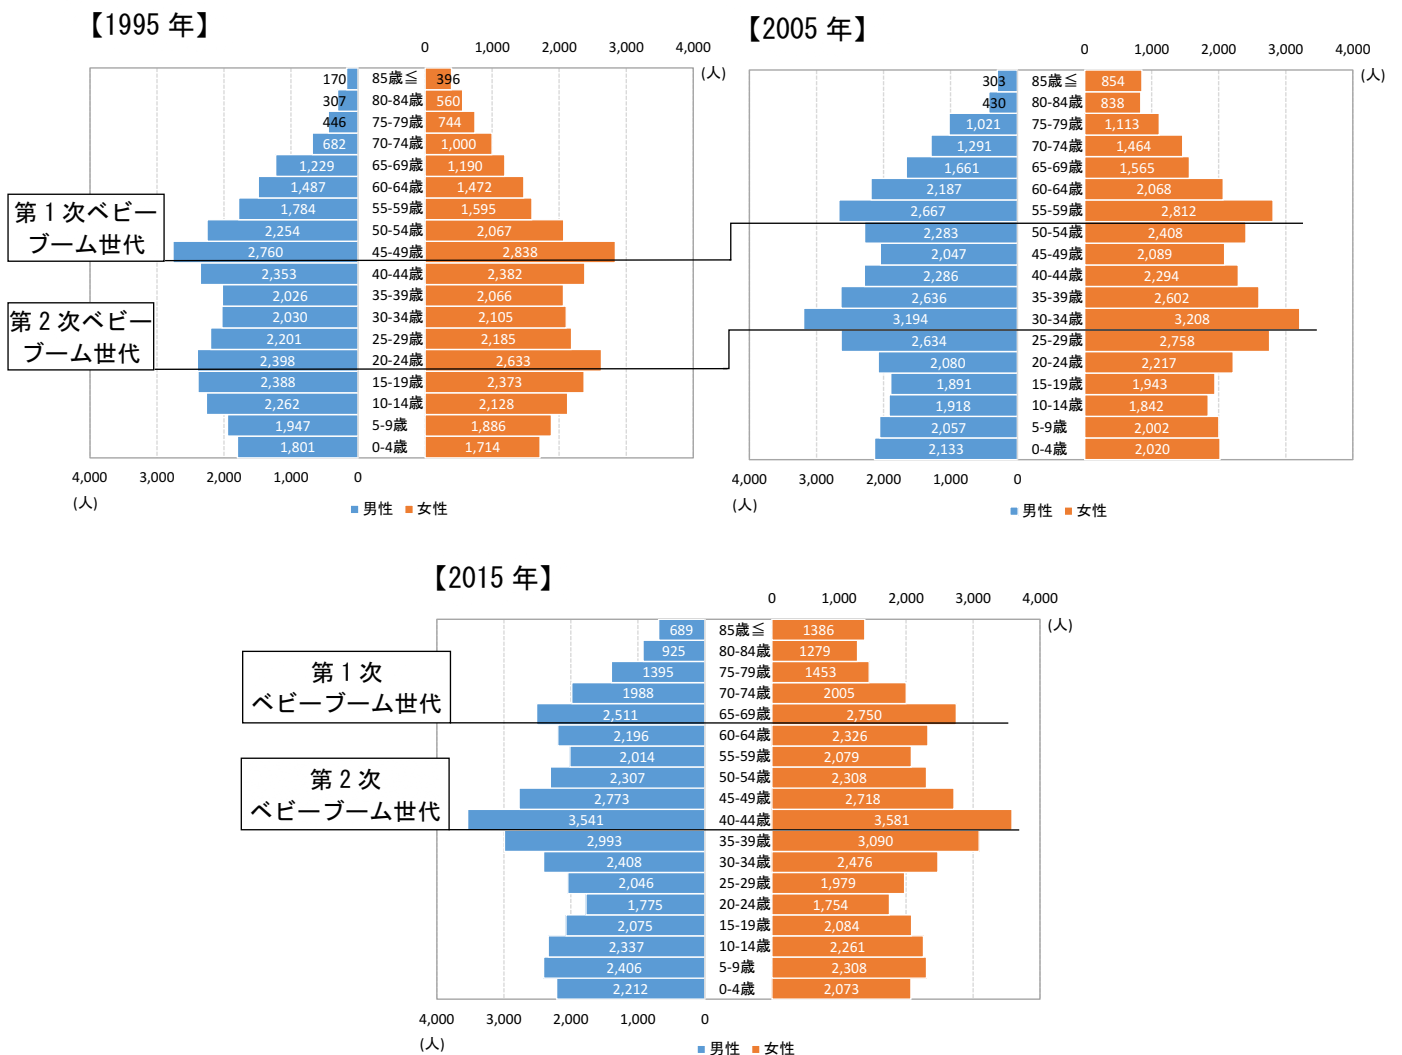 【1995 年】
0 1,000 2,000 3,000 4,000
(人)
170 85歳≦ 396
307 80-84歳 560
446 75-79歳 744
682 70-74歳 1,000
1,229 65-69歳 1,190
1,487 60-64歳 1,472
1,784 55-59歳 1,595
2,254 50-54歳 2,067
2,760 45-49歳 2,838
2,353 40-44歳 2,382
2,026 35-39歳 2,066
2,030 30-34歳 2,105
2,201 25-29歳 2,185
2,398 20-24歳 2,633
2,388 15-19歳 2,373
2,262 10-14歳 2,128
1,947 5-9歳 1,886
1,801 0-4歳 1,714
4,000 3,000 2,000 1,000 0
(人)
男性 女性
第1次ベビー
ブーム世代
第2次ベビー
ブーム世代
【2005 年】
0 1,000 2,000 3,000 4,000
(人)
303 85歳≦ 854
430 80-84歳 838
1,021 75-79歳 1,113
1,291 70-74歳 1,464
1,661 65-69歳 1,565
2,187 60-64歳 2,068
2,667 55-59歳 2,812
2,283 50-54歳 2,408
2,047 45-49歳 2,089
2,286 40-44歳 2,294
2,636 35-39歳 2,602
3,194 30-34歳 3,208
2,634 25-29歳 2,758
2,080 20-24歳 2,217
1,891 15-19歳 1,943
1,918 10-14歳 1,842
2,057 5-9歳 2,002
2,133 0-4歳 2,020
4,000 3,000 2,000 1,000 0
(人)
男性 女性
【2015 年】
0 1,000 2,000 3,000 4,000
(人)
689 85歳≦ 1386
925 80-84歳 1279
1395 75-79歳 1453
1988 70-74歳 2005
2,511 65-69歳 2,750
2,196 60-64歳 2,326
2,014 55-59歳 2,079
2,307 50-54歳 2,308
2,773 45-49歳 2,718
3,541 40-44歳 3,581
2,993 35-39歳 3,090
2,408 30-34歳 2,476
2,046 25-29歳 1,979
1,775 20-24歳 1,754
2,075 15-19歳 2,084
2,337 10-14歳 2,261
2,406 5-9歳 2,308
2,212 0-4歳 2,073
4,000 3,000 2,000 1,000 0
(人)
男性 女性
第1次
ベビーブーム世代
第2次
ベビーブーム世代